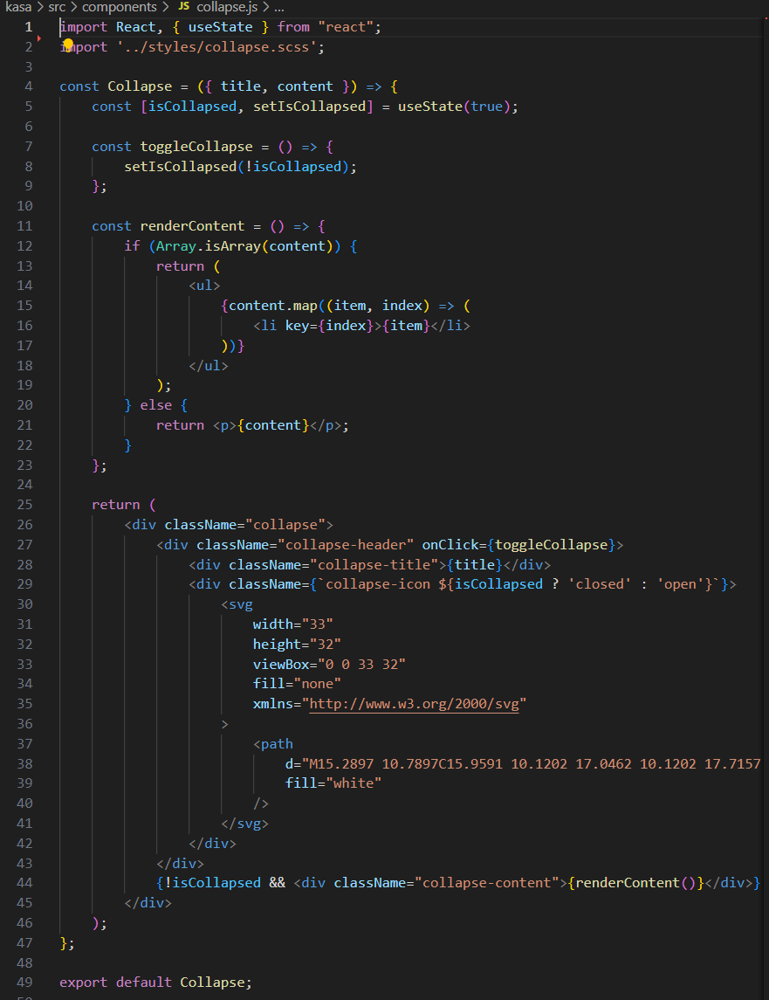 kasa > src > components > JS collapse.js > ...
1 import React, { useState } from "react";
2 import '../styles/collapse.scss';
3
4 const Collapse = ({ title, content }) => {
5     const [isCollapsed, setIsCollapsed] = useState(true);
6
7     const toggleCollapse = () => {
8         setIsCollapsed(!isCollapsed);
9     };
10
11     const renderContent = () => {
12         if (Array.isArray(content)) {
13             return (
14                 <ul>
15                     {content.map((item, index) => (
16                         <li key={index}>{item}</li>
17                     ))}
18                 </ul>
19             );
20         } else {
21             return <p>{content}</p>;
22         }
23     };
24
25     return (
26         <div className="collapse">
27             <div className="collapse-header" onClick={toggleCollapse}>
28                 <div className="collapse-title">{title}</div>
29                 <div className={`collapse-icon ${isCollapsed ? 'closed' : 'open'}`}>
30                     <svg
31                         width="33"
32                         height="32"
33                         viewBox="0 0 33 32"
34                         fill="none"
35                         xmlns="http://www.w3.org/2000/svg"
36                     >
37                         <path
38                             d="M15.2897 10.7897C15.9591 10.1202 17.0462 10.1202 17.7157
39                             fill="white"
40                         />
41                     </svg>
42                 </div>
43             </div>
44             {!isCollapsed && <div className="collapse-content">{renderContent()}</div>}
45         </div>
46     );
47 };
48
49 export default Collapse;